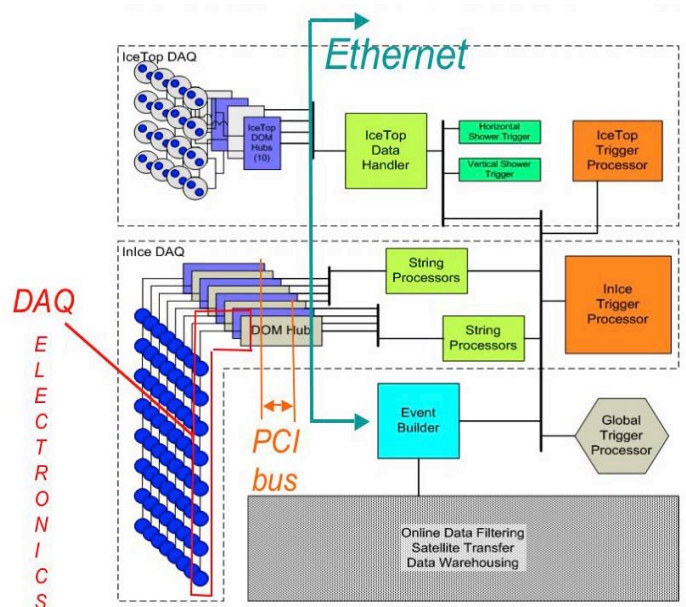 Ethernet
IceTop DAQ
IceTop
DOM
Hubs
(10)
IceTop
Data
Handler
Horizontal
Shower Trigger
Vertical Shower
Trigger
IceTop
Trigger
Processor
InIce DAQ
String
Processors
InIce
Trigger
Processor
DAQ
DOM Hub
String
Processors
ELECTRONICS
PCI
bus
Event
Builder
Global
Trigger
Processor
Online Data Filtering
Satellite Transfer
Data Warehousing